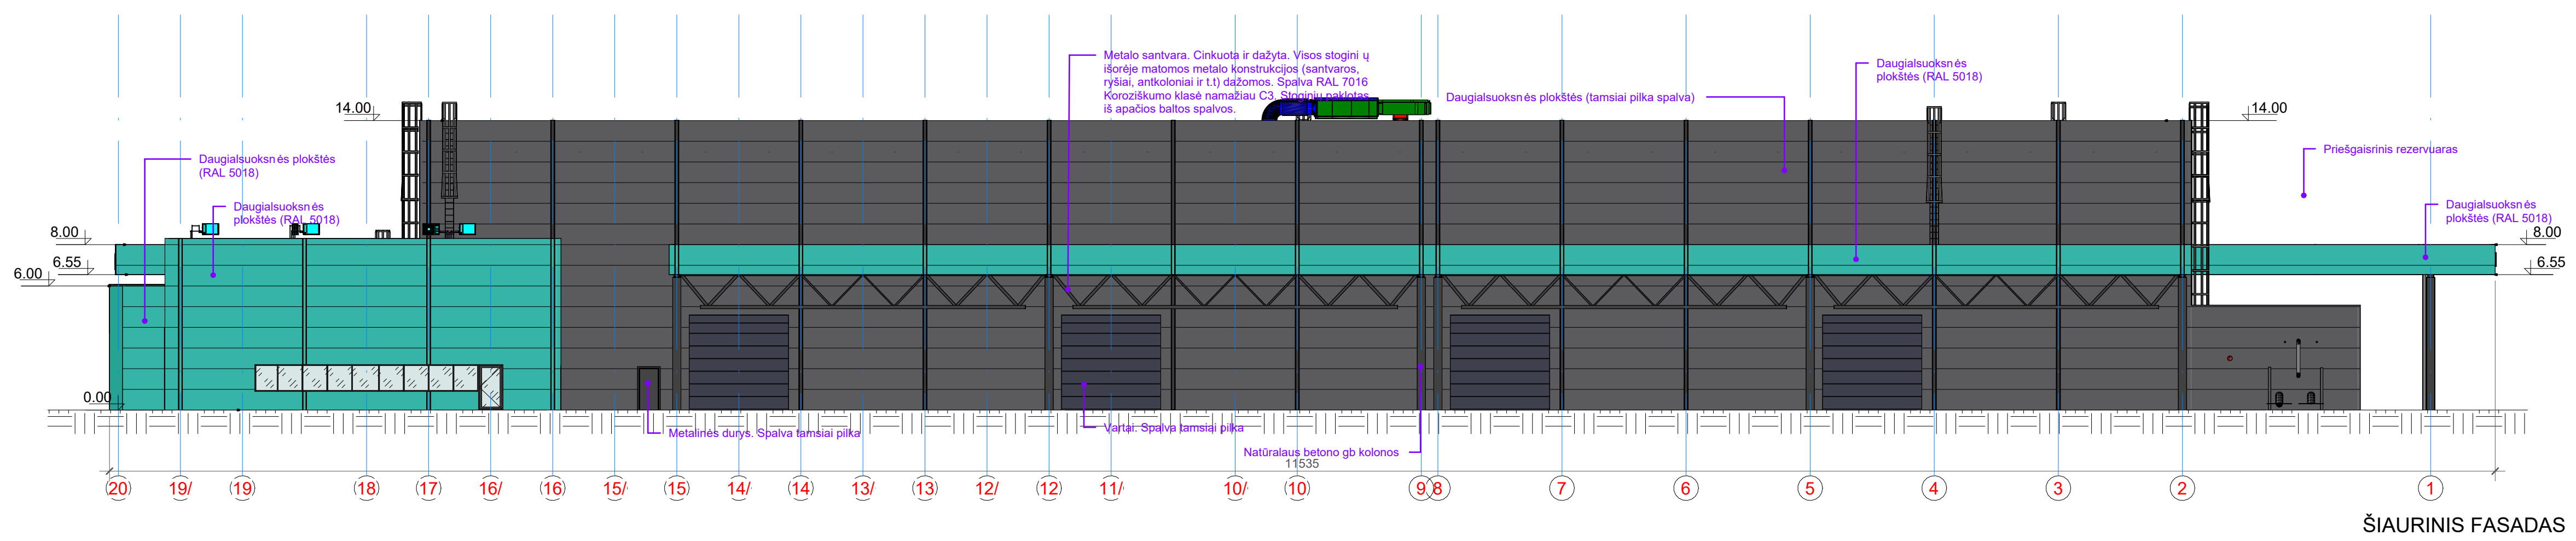 Metalo santvara. Cinkuota ir dažyta. Visos stogini ų
išorėje matomos metalo konstrukcijos (santvaros,
ryšiai, antkoloniai ir t.t) dažomos. Spalva RAL 7016
Koroziškumo klasė namažiau C3. Stoginių paklotas
iš apačios baltos spalvos.
Daugialsuoksn ės
plokštės (RAL 5018)
Daugialsuoksn ės plokštės (tamsiai pilka spalva)
14.00
14.00
Priešgaisrinis rezervuaras
Daugialsuoksn ės plokštės
(RAL 5018)
Daugialsuoksn ės
plokštės (RAL 5018)
Daugialsuoksn ės
plokštės (RAL 5018)
8.00
8.00
6.55
6.55
6.00
0.00
Metalinės durys. Spalva tamsiai pilka
Vartai. Spalva tamsiai pilka
Natūralaus betono gb kolonos
11535
20 19/ 19 18 17 16/ 16 15/ 15 14/ 14 13/ 13 12/ 12 11/ 10/ 10 9 8 7 6 5 4 3 2 1
ŠIAURINIS FASADAS